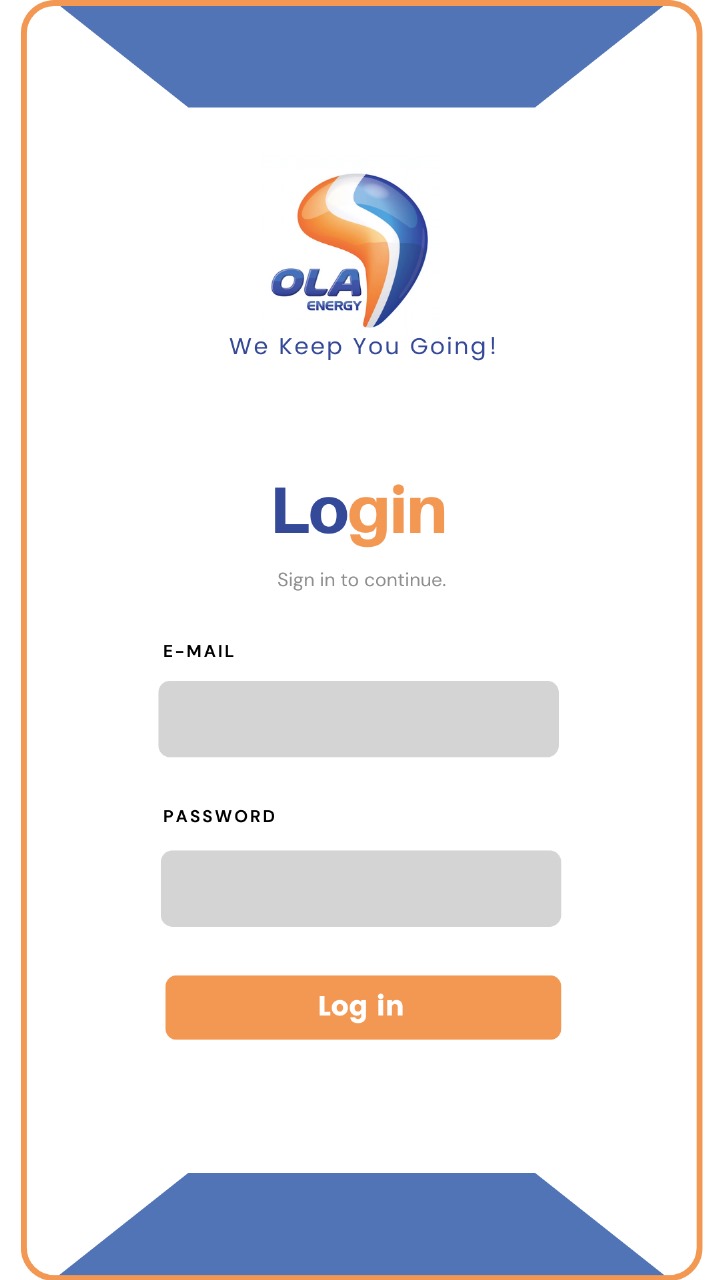 OLA
ENERGY
We Keep You Going!
Login
Sign in to continue.
E-MAIL
PASSWORD
Log in